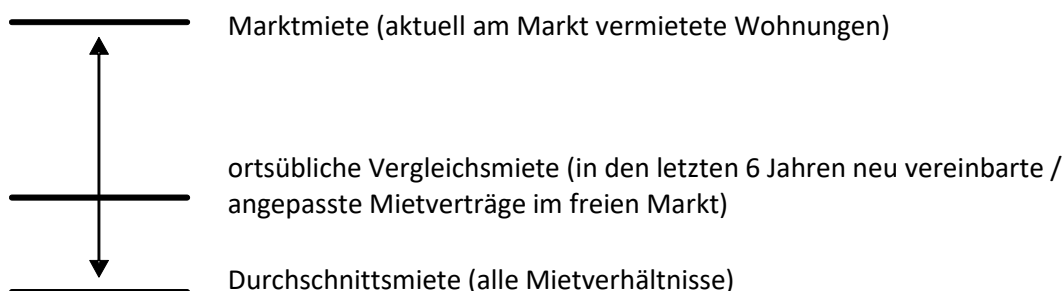 Marktmiete (aktuell am Markt vermietete Wohnungen)
ortsübliche Vergleichsmiete (in den letzten 6 Jahren neu vereinbarte /
angepasste Mietverträge im freien Markt)
Durchschnittsmiete (alle Mietverhältnisse)